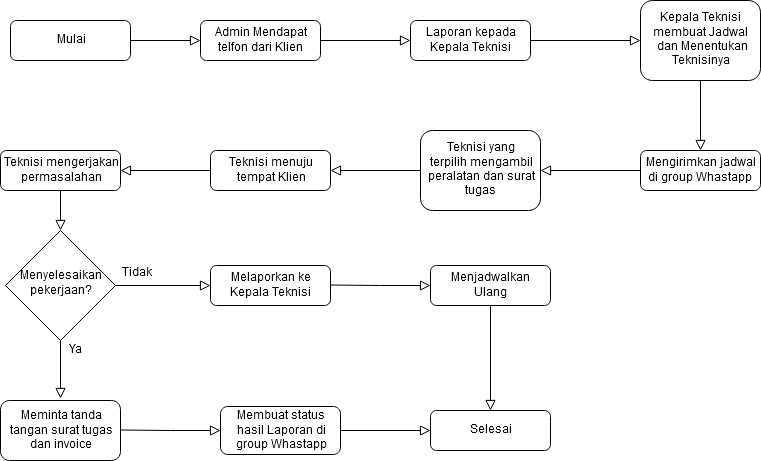 Mulai
Admin Mendapat
telfon dari Klien
Laporan kepada
Kepala Teknisi
Kepala Teknisi
membuat Jadwal
dan Menentukan
Teknisinya
Teknisi mengerjakan
permasalahan
Teknisi menuju
tempat Klien
Teknisi yang
terpilih mengambil
peralatan dan surat
tugas
Mengirimkan jadwal
di group Whastapp
Menyelesaikan
pekerjaan?
Tidak
Melaporkan ke
Kepala Teknisi
Menjadwalkan
Ulang
Ya
Meminta tanda
tangan surat tugas
dan invoice
Membuat status
hasil Laporan di
group Whastapp
Selesai